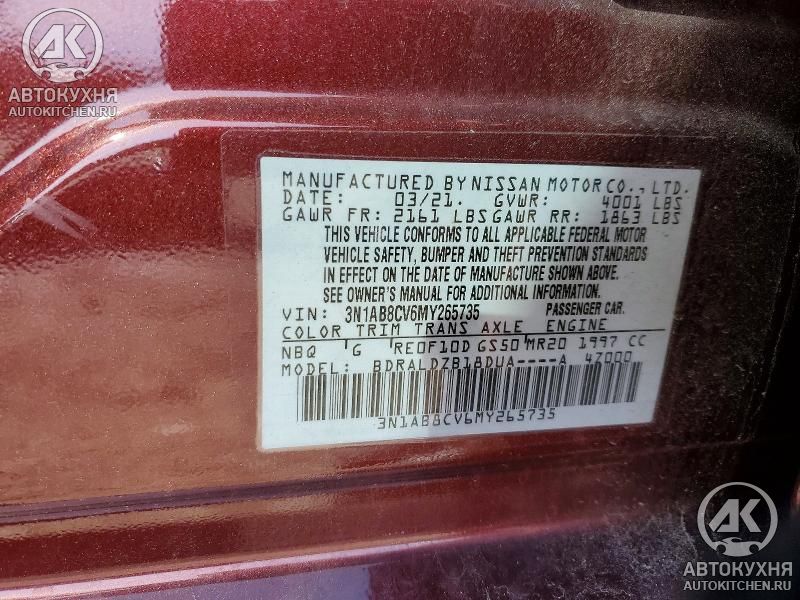 AK
АВТОКУХНЯ
AUTOKITCHEN.RU
MANUFACTURED BY NISSAN MOTOR CO., LTD.
DATE: 03/21. GVWR: 4001 LBS
GAWR FR: 2161 LBS GAWR RR: 1863 LBS
THIS VEHICLE CONFORMS TO ALL APPLICABLE FEDERAL MOTOR
VEHICLE SAFETY, BUMPER AND THEFT PREVENTION STANDARDS
IN EFFECT ON THE DATE OF MANUFACTURE SHOWN ABOVE.
SEE OWNER'S MANUAL FOR ADDITIONAL INFORMATION.
VIN: 3N1AB8CV6MY265735 PASSENGER CAR.
COLOR TRIM TRANS AXLE ENGINE
NBQ G RE0F10D GS50 MR20 1997 CC
MODEL: BDRALDZB18DUA----A 4Z000
3N1AB8CV6MY265735
AK
АВТОКУХНЯ
AUTOKITCHEN.RU